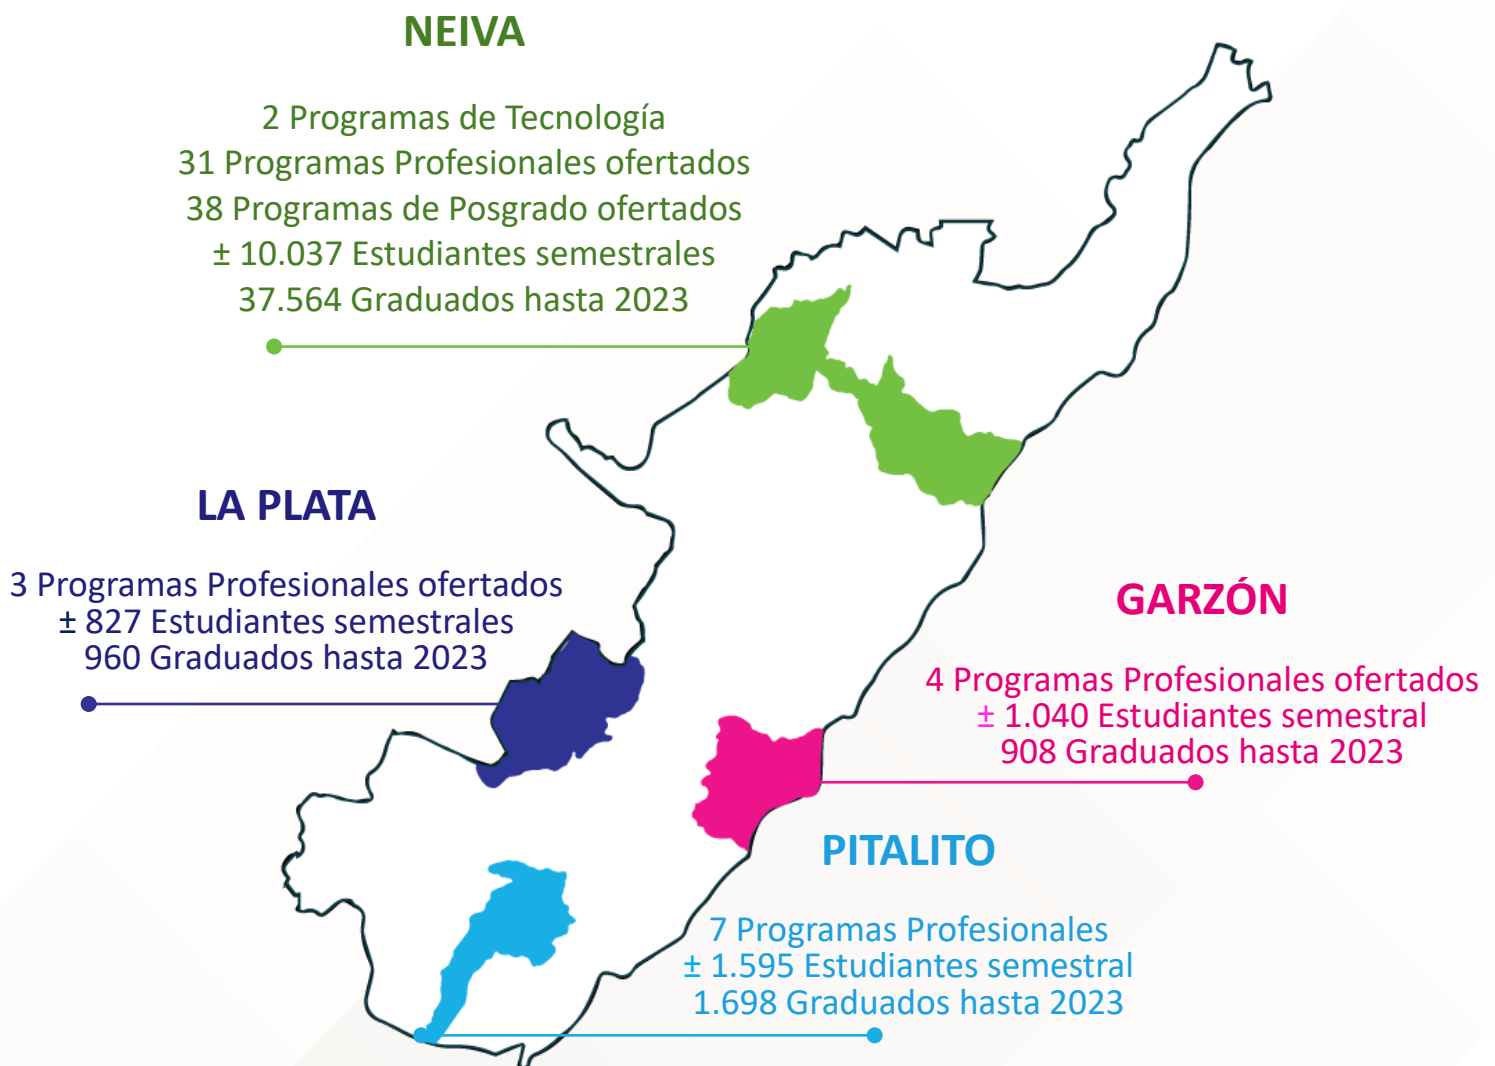 NEIVA
2 Programas de Tecnología
31 Programas Profesionales ofertados
38 Programas de Posgrado ofertados
± 10.037 Estudiantes semestrales
37.564 Graduados hasta 2023
LA PLATA
3 Programas Profesionales ofertados
± 827 Estudiantes semestrales
960 Graduados hasta 2023
GARZÓN
4 Programas Profesionales ofertados
± 1.040 Estudiantes semestral
908 Graduados hasta 2023
PITALITO
7 Programas Profesionales
± 1.595 Estudiantes semestral
1.698 Graduados hasta 2023